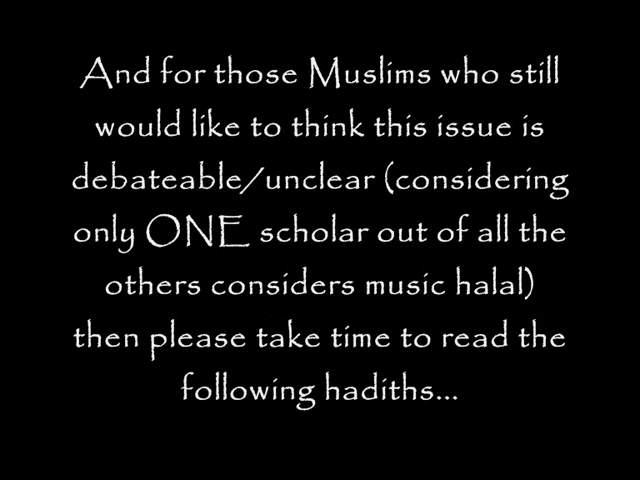 And for those Muslims who still
would like to think this issue is
debateable/unclear (considering
only ONE scholar out of all the
others considers music halal)
then please take time to read the
following hadiths...